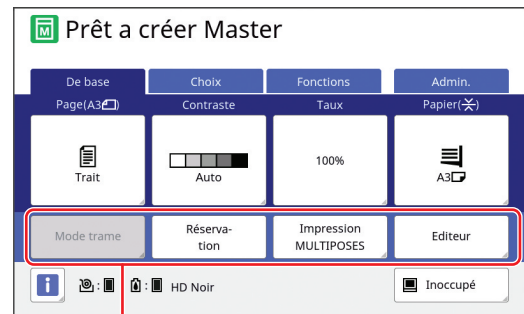 Prêt a créer Master
De base
Choix
Fonctions
Admin.
Page(A3)
Contraste
Taux
Papier()
Trait
Auto
100%
A3
Mode trame
Réserva-
tion
Impression
MULTIPOSES
Editeur
i
:
:
HD Noir
Inoccupé